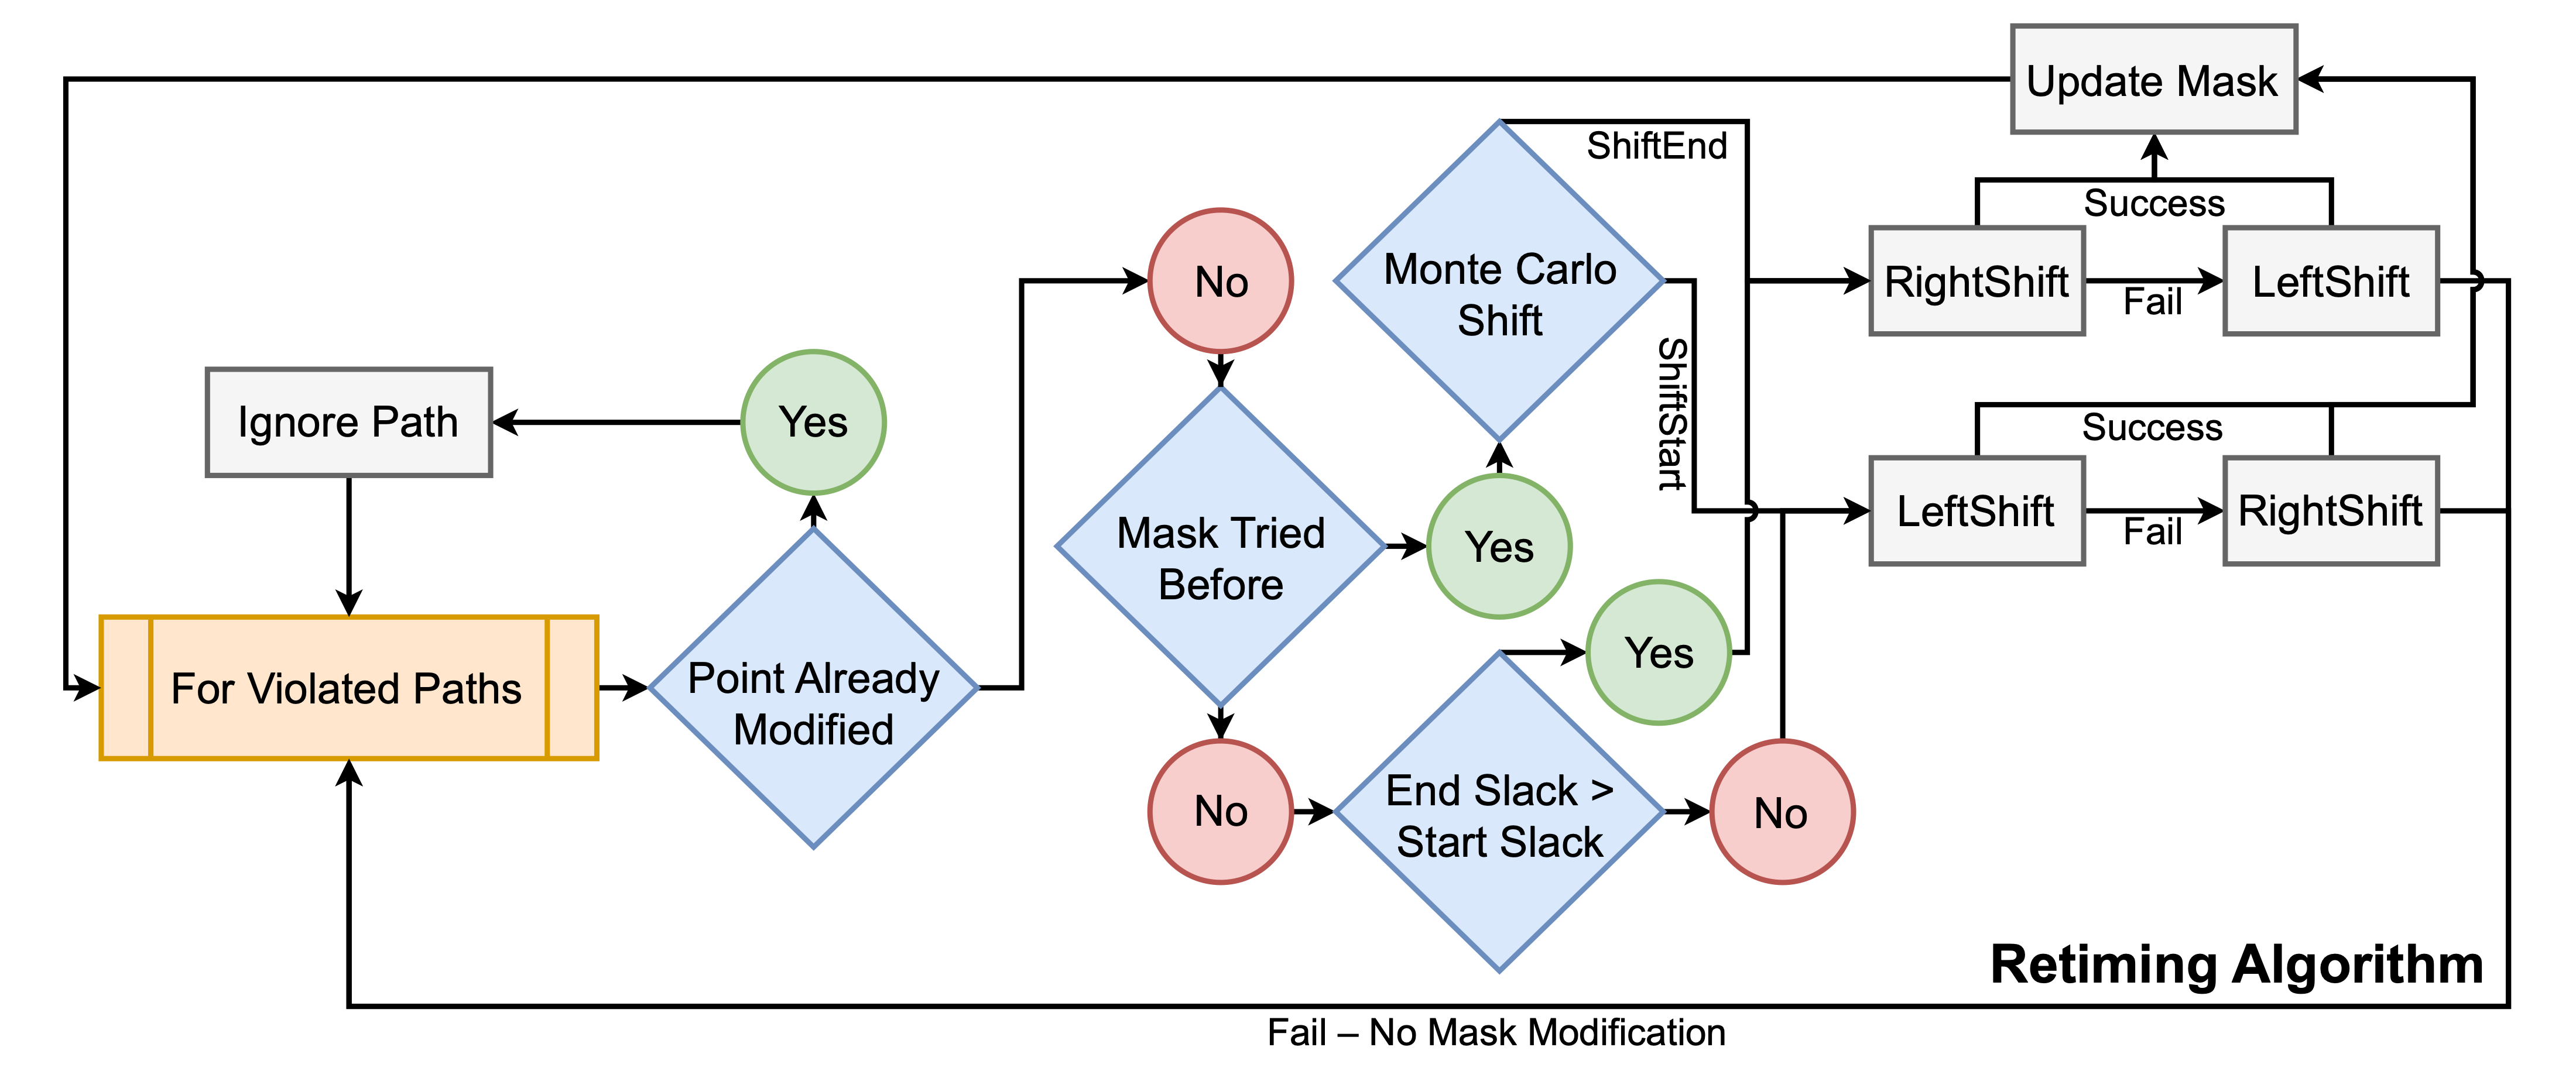 Update Mask
ShiftEnd
Success
No
Monte Carlo
Shift
RightShift
Fail
LeftShift
ShiftStart
Ignore Path
Yes
Success
Mask Tried
Before
Yes
LeftShift
Fail
RightShift
For Violated Paths
Point Already
Modified
Yes
No
End Slack >
Start Slack
No
Retiming Algorithm
Fail – No Mask Modification